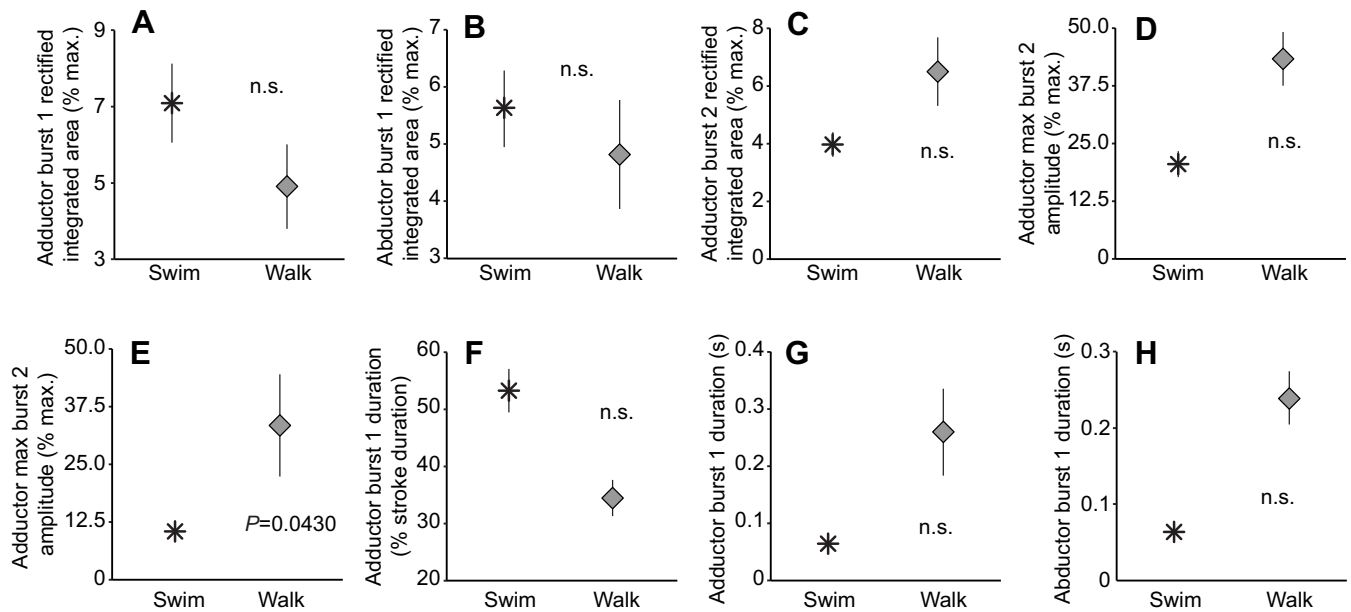 A
Adductor burst 1 rectified
integrated area (% max.)
9
7
5
3
n.s.
Swim Walk
B
Abductor burst 1 rectified
integrated area (% max.)
7
6
5
4
3
n.s.
Swim Walk
C
Adductor burst 2 rectified
integrated area (% max.)
8
6
4
2
0
n.s.
Swim Walk
D
Adductor max burst 2
amplitude (% max.)
50.0
37.5
25.0
12.5
0
n.s.
Swim Walk
E
Adductor max burst 2
amplitude (% max.)
50.0
37.5
25.0
12.5
0
P=0.0430
Swim Walk
F
Adductor burst 1 duration
(% stroke duration)
60
50
40
30
20
n.s.
Swim Walk
G
Adductor burst 1 duration (s)
0.4
0.3
0.2
0.1
0
n.s.
Swim Walk
H
Abductor burst 1 duration (s)
0.3
0.2
0.1
0
n.s.
Swim Walk